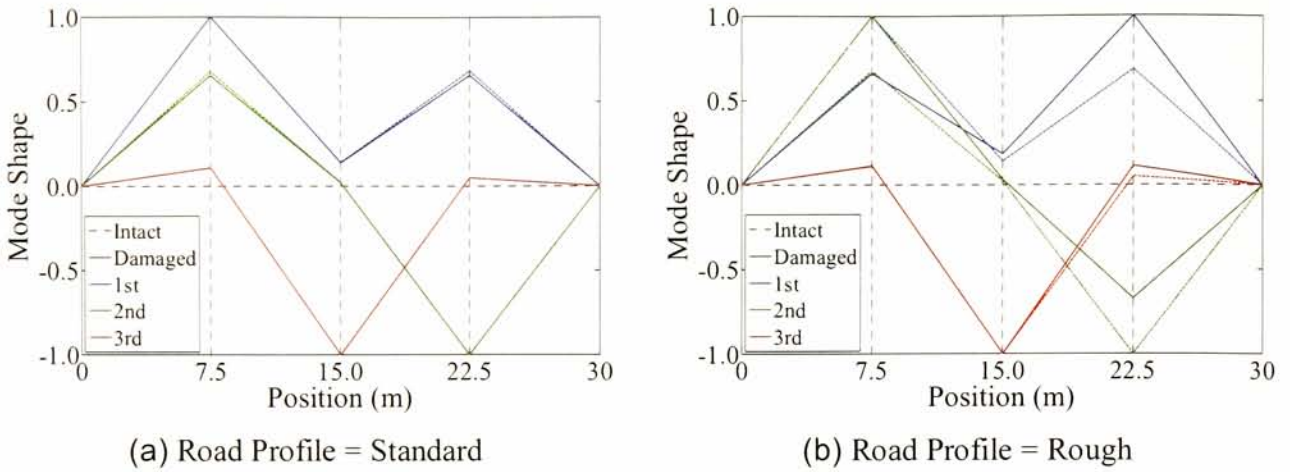 1.0
0.5
0.0
-0.5
-1.0
Mode Shape
Intact
Damaged
1st
2nd
3rd
0 7.5 15.0 22.5 30
Position (m)
(a) Road Profile = Standard
1.0
0.5
0.0
-0.5
-1.0
Mode Shape
Intact
Damaged
1st
2nd
3rd
0 7.5 15.0 22.5 30
Position (m)
(b) Road Profile = Rough